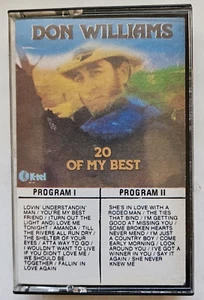 DON WILLIAMS
20
OF MY BEST
K-tel
PROGRAM I
LOVIN' UNDERSTANDIN'
MAN / YOU'RE MY BEST
FRIEND / (TURN OUT THE
LIGHT AND) LOVE ME
TONIGHT / AMANDA / TILL
THE RIVERS ALL RUN DRY /
THE SHELTER OF YOUR
EYES / ATTA WAY TO GO /
I WOULDN'T WANT TO LIVE
IF YOU DIDN'T LOVE ME /
WE SHOULD BE
TOGETHER / FALLIN' IN
LOVE AGAIN
PROGRAM II
SHE'S IN LOVE WITH A
RODEO MAN / THE TIES
THAT BIND / I'M GETTING
GOOD AT MISSING YOU /
SOME BROKEN HEARTS
NEVER MEND / I'M JUST
A COUNTRY BOY / COME
EARLY MORNING / LOOK
AROUND YOU / I'VE GOT A
WINNER IN YOU / SAY IT
AGAIN / SHE NEVER
KNEW ME